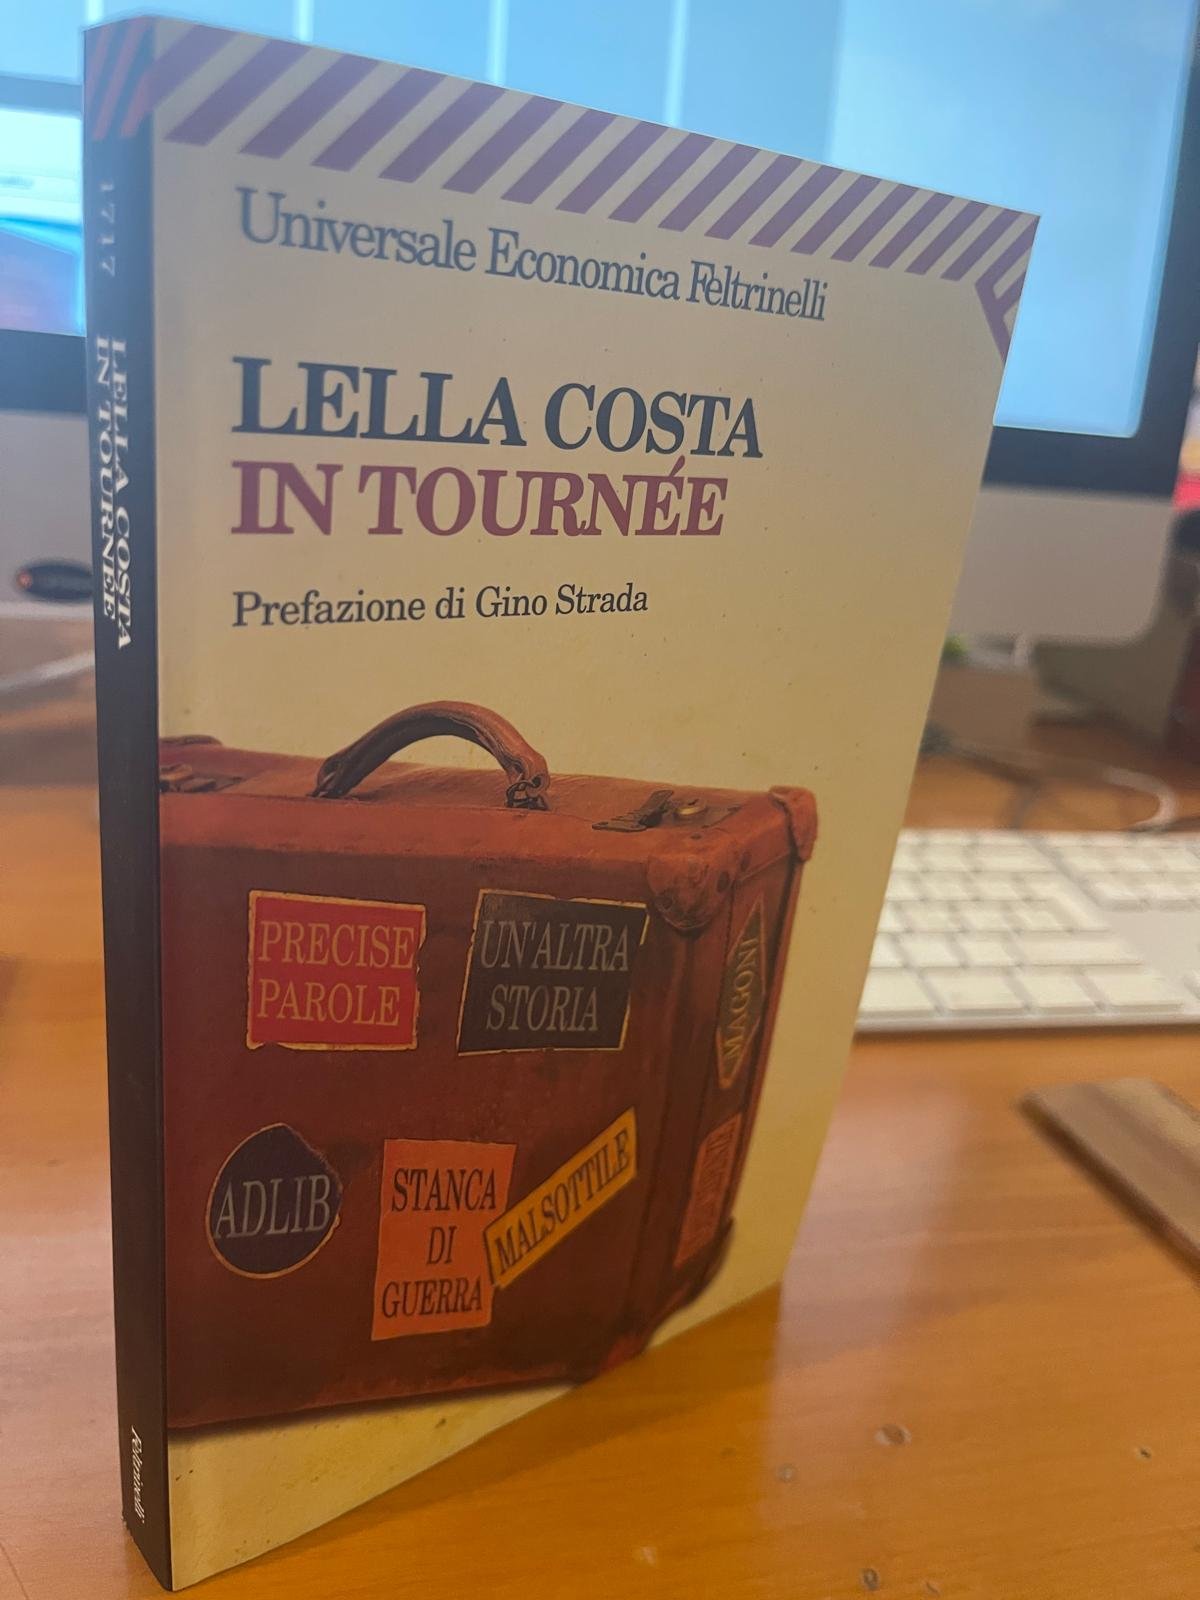 Universale Economica Feltrinelli
LELLA COSTA
IN TOURNÉE
Prefazione di Gino Strada
PRECISE
PAROLE
UN'ALTRA
STORIA
MAGONI
ADLIB
STANCA
DI
GUERRA
MALSOTTILE
1717
LELLA COSTA
IN TOURNÉE
Feltrinelli